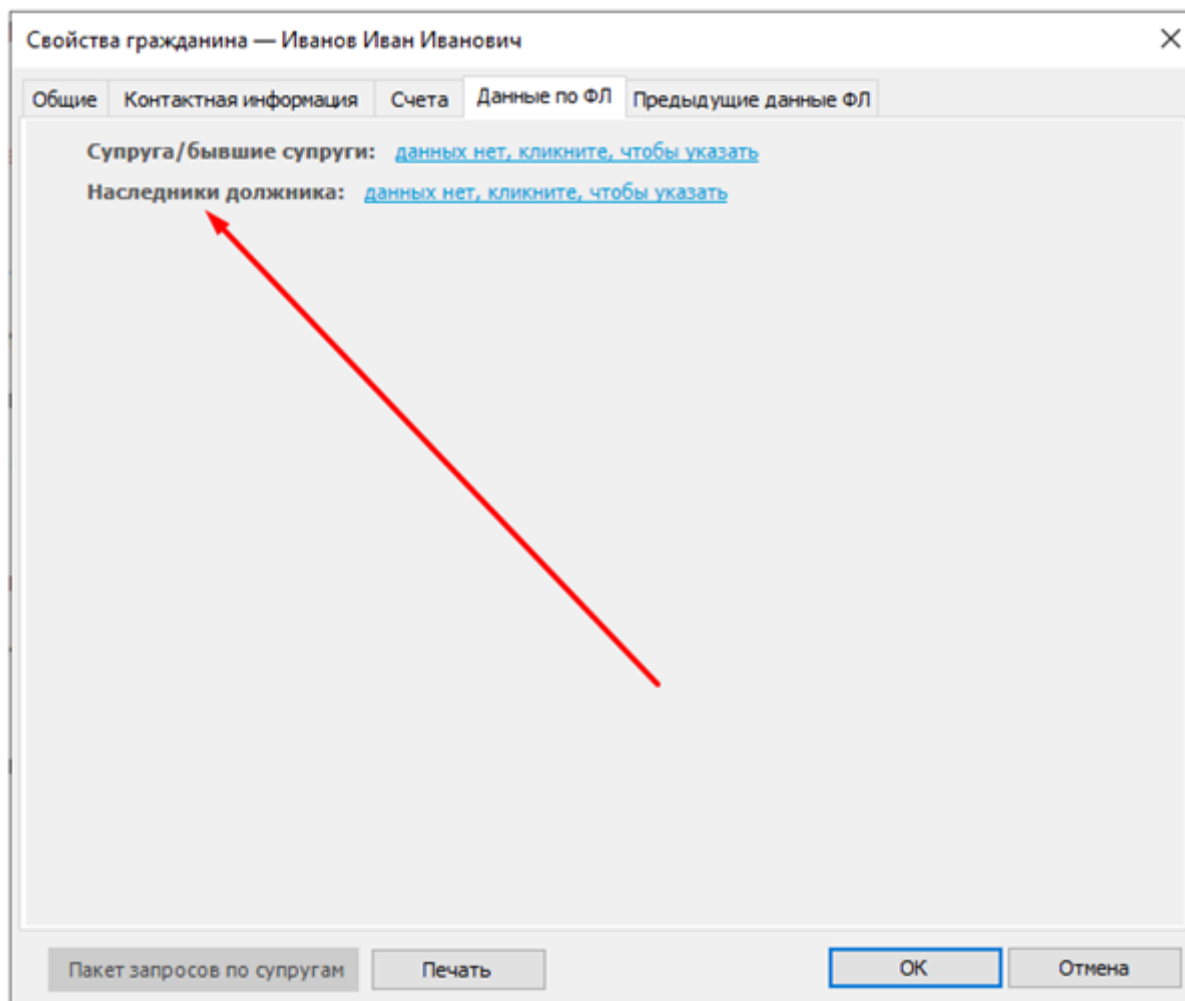 Свойства гражданина — Иванов Иван Иванович
Общие Контактная информация Счета Данные по ФЛ Предыдущие данные ФЛ
Супруга/бывшие супруги: данных нет, кликните, чтобы указать
Наследники должника: данных нет, кликните, чтобы указать
Пакет запросов по супругам Печать ОК Отмена